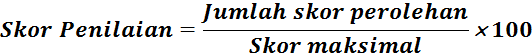 Skor Penilaian = Jumlah skor perolehan / Skor maksimal × 100